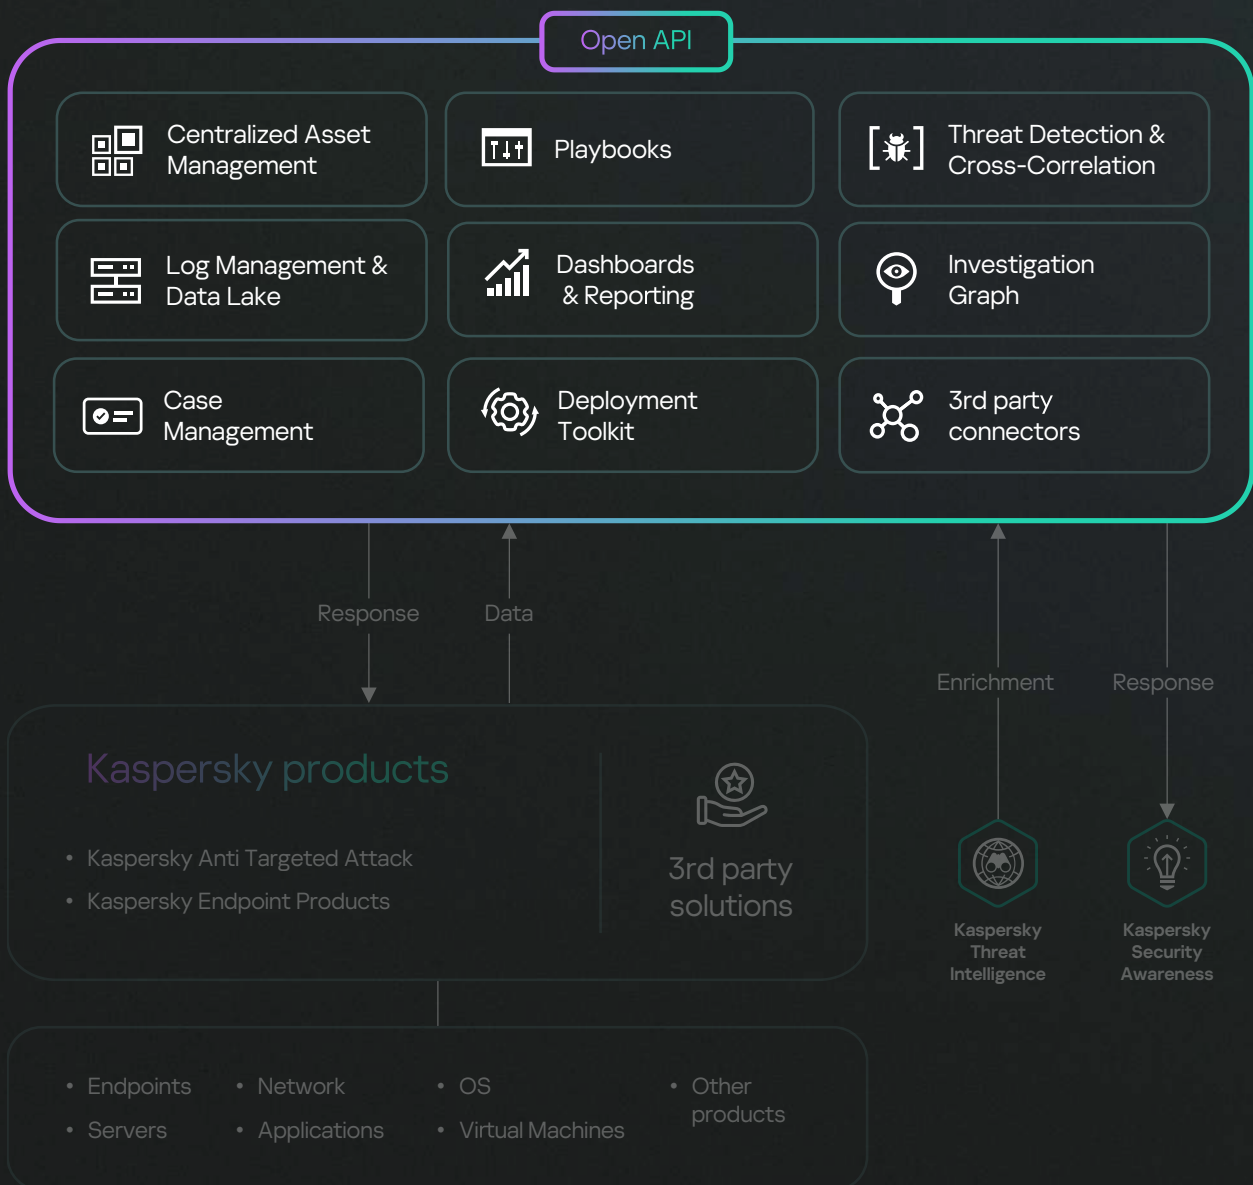 Open API
Centralized Asset
Management
Playbooks
Threat Detection &
Cross-Correlation
Log Management &
Data Lake
Dashboards
& Reporting
Investigation
Graph
Case
Management
Deployment
Toolkit
3rd party
connectors
Response
Data
Enrichment
Response
Kaspersky products
• Kaspersky Anti Targeted Attack
• Kaspersky Endpoint Products
3rd party
solutions
Kaspersky
Threat
Intelligence
Kaspersky
Security
Awareness
• Endpoints
• Servers
• Network
• Applications
• OS
• Virtual Machines
• Other
products